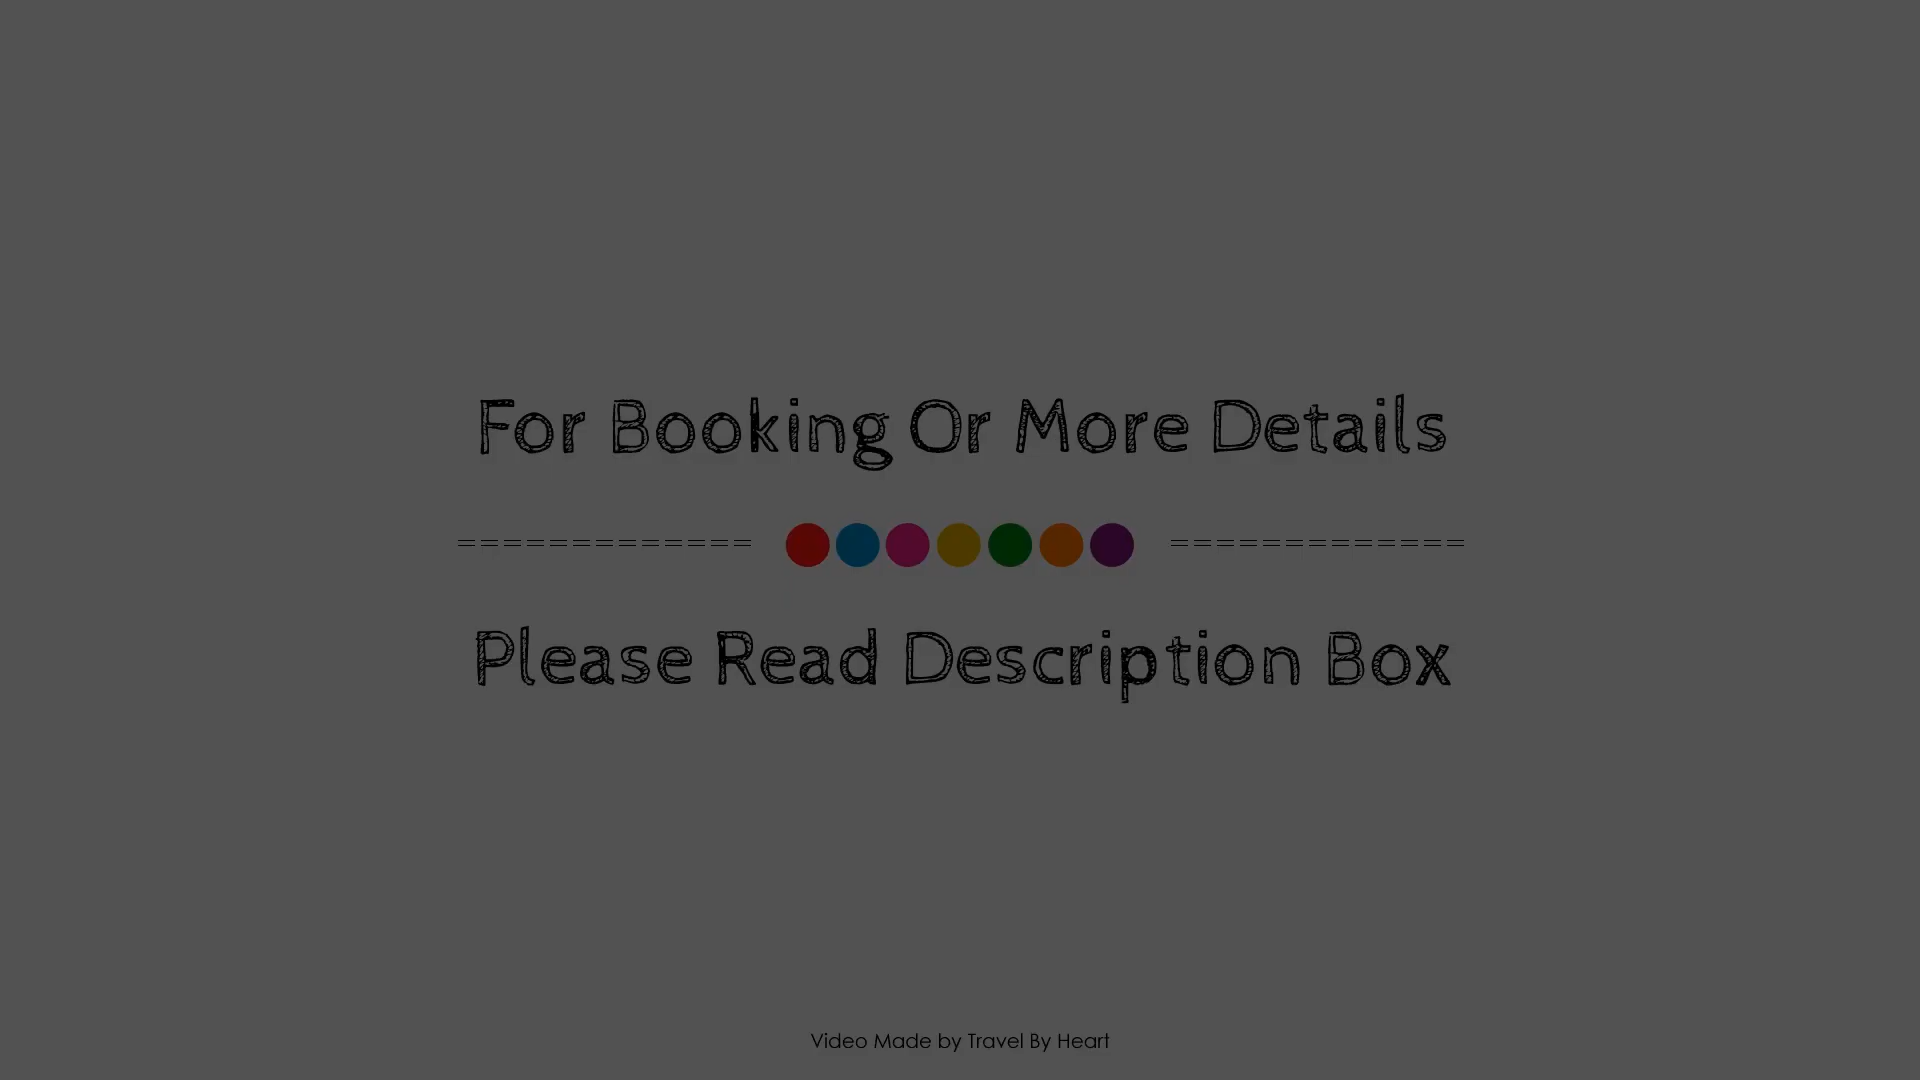 For Booking Or More Details
============= =============
Please Read Description Box
Video Made by Travel By Heart